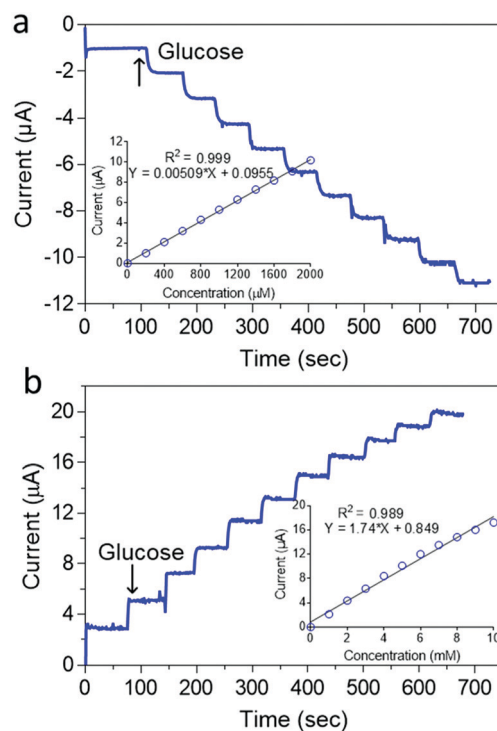 a
0
-2
-4
-6
-8
-10
-12
Current (µA)
Glucose
12
10
8
6
4
2
0
Current (µA)
R² = 0.999
Y = 0.00509*X + 0.0955
0 400 800 1200 1600 2000
Concentration (µM)
0 100 200 300 400 500 600 700
Time (sec)
b
20
16
12
8
4
0
Current (µA)
Glucose
20
16
12
8
4
0
Current (µA)
R² = 0.989
Y = 1.74*X + 0.849
0 2 4 6 8 10
Concentration (mM)
0 100 200 300 400 500 600 700
Time (sec)